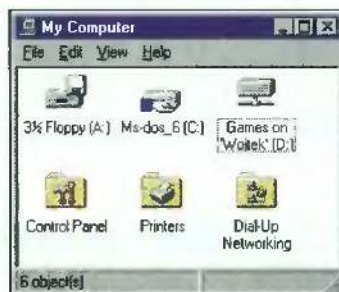 My Computer
File Edit View Help
3½ Floppy (A:) Ms-dos_6 (C:) Games on
'Wojtek' (D:)
Control Panel Printers Dial-Up
Networking
6 object(s)